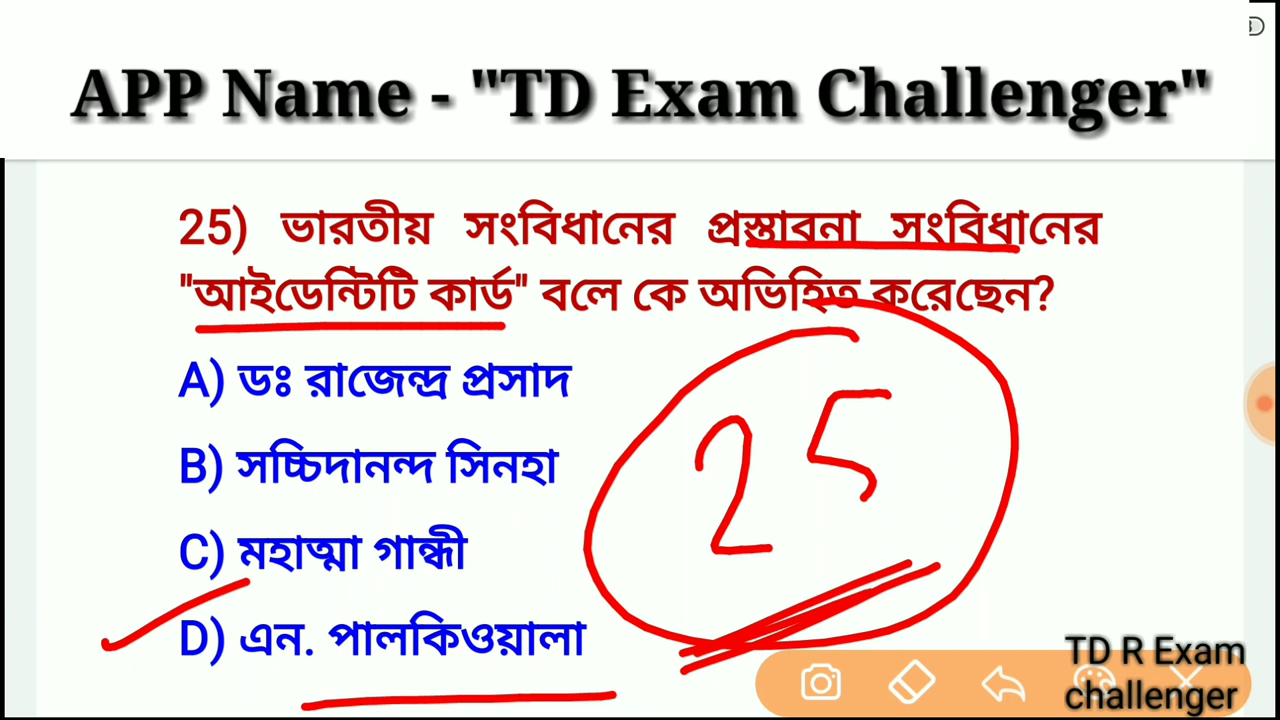 APP Name - "TD Exam Challenger"
25) ভারতীয় সংবিধানের প্রস্তাবনা সংবিধানের
"আইডেন্টিটি কার্ড" বলে কে অভিহিত করেছেন?
A) ডঃ রাজেন্দ্র প্রসাদ
B) সচ্চিদানন্দ সিনহা
C) মহাত্মা গান্ধী
D) এন. পালকিওয়ালা
25
TD R Exam
challenger